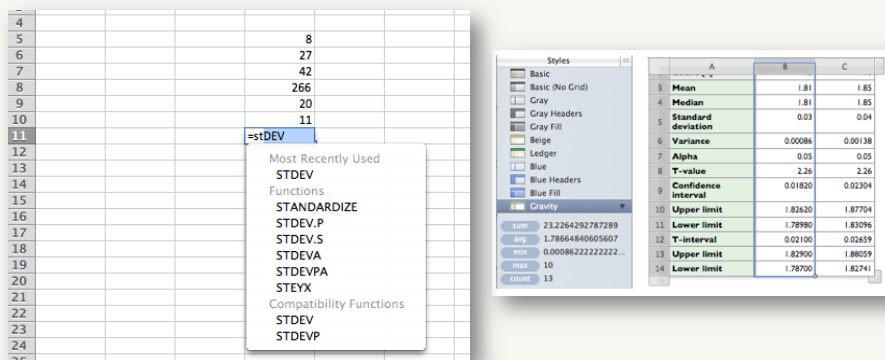 4
5 8
6 27
7 42
8 266
9 20
10 11
11 =stDEV
12
13 Most Recently Used
14 STDEV
15 Functions
16 STANDARDIZE
17 STDEV.P
18 STDEV.S
19 STDEVA
20 STDEVPA
21 STEYX
22 Compatibility Functions
23 STDEV
24 STDEVP
Styles
Basic
Basic (No Grid)
Gray
Gray Headers
Gray Fill
Beige
Ledger
Blue
Blue Headers
Blue Fill
Gravity
sum 23.2264292787289
avg 1.78664840605607
min 0.00086222222222...
max 10
count 13
A B C
3 Mean 1.81 1.85
4 Median 1.81 1.85
5 Standard deviation 0.03 0.04
6 Variance 0.00086 0.00138
7 Alpha 0.05 0.05
8 T-value 2.26 2.26
9 Confidence interval 0.01820 0.02304
10 Upper limit 1.82620 1.87704
11 Lower limit 1.78980 1.83096
12 T-interval 0.02100 0.02659
13 Upper limit 1.82900 1.88059
14 Lower limit 1.78700 1.82741